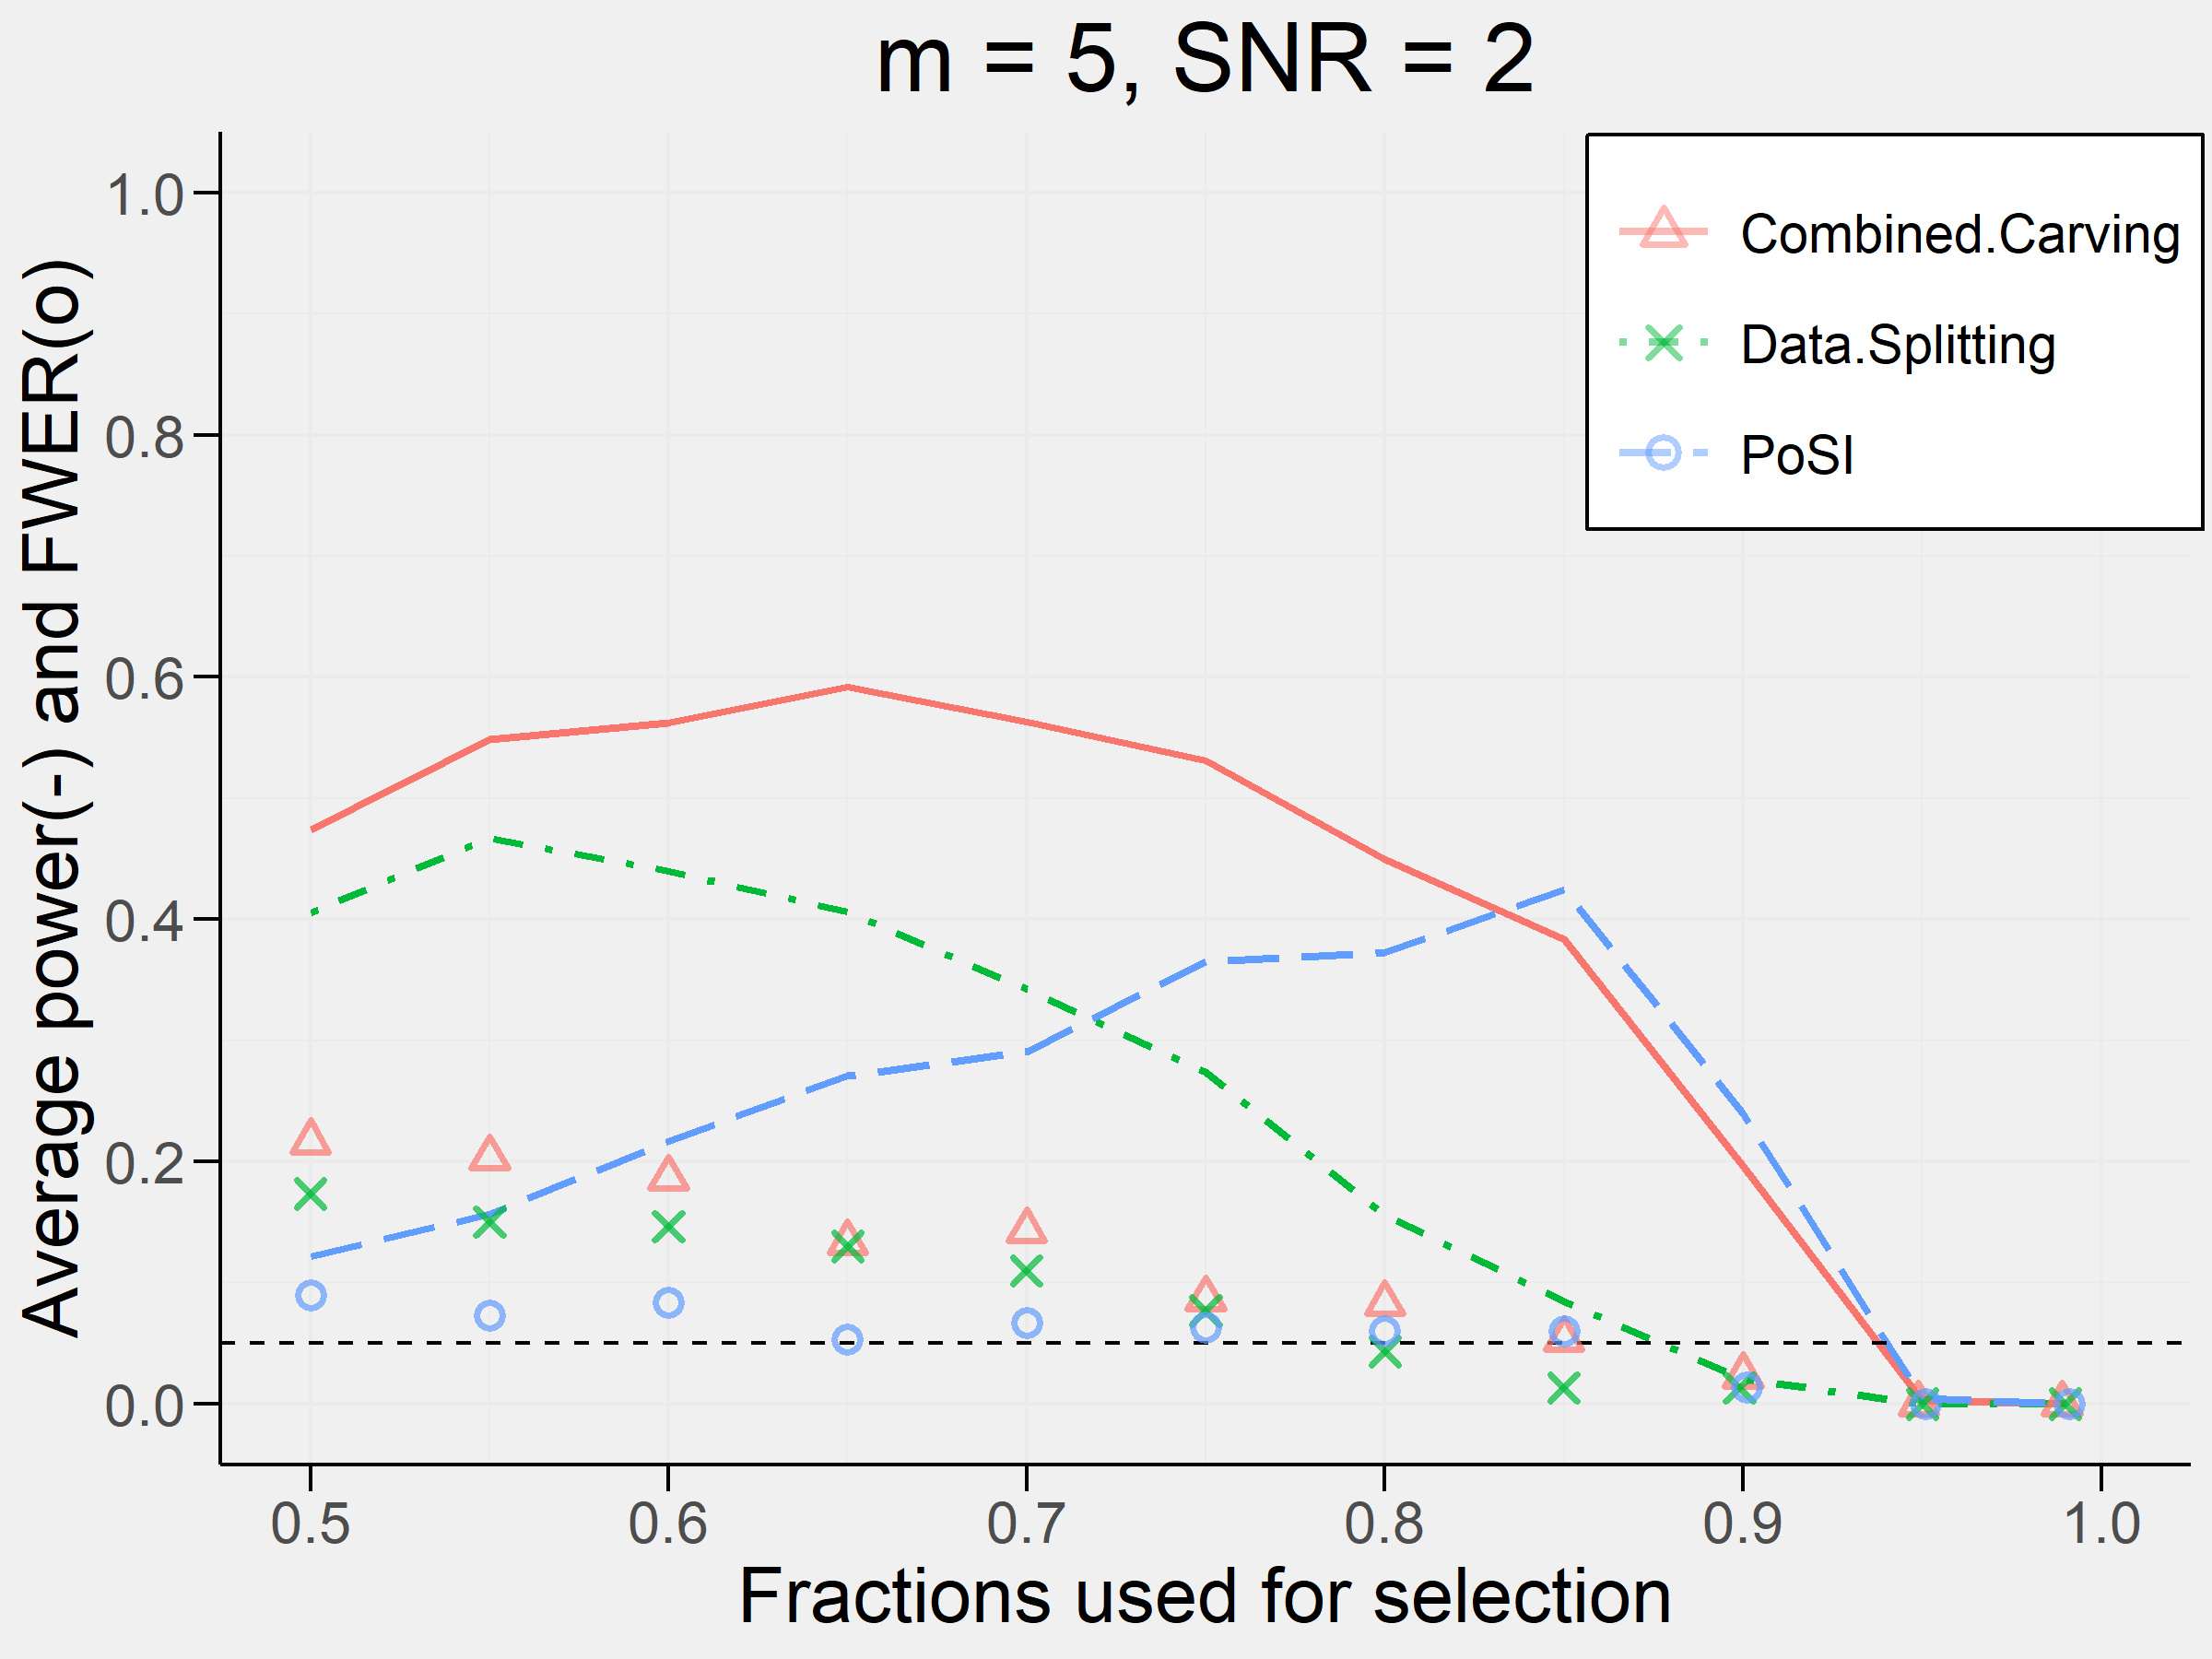 m = 5, SNR = 2
Combined.Carving
Data.Splitting
PoSI
Average power(-) and FWER(o)
1.0
0.8
0.6
0.4
0.2
0.0
0.5 0.6 0.7 0.8 0.9 1.0
Fractions used for selection